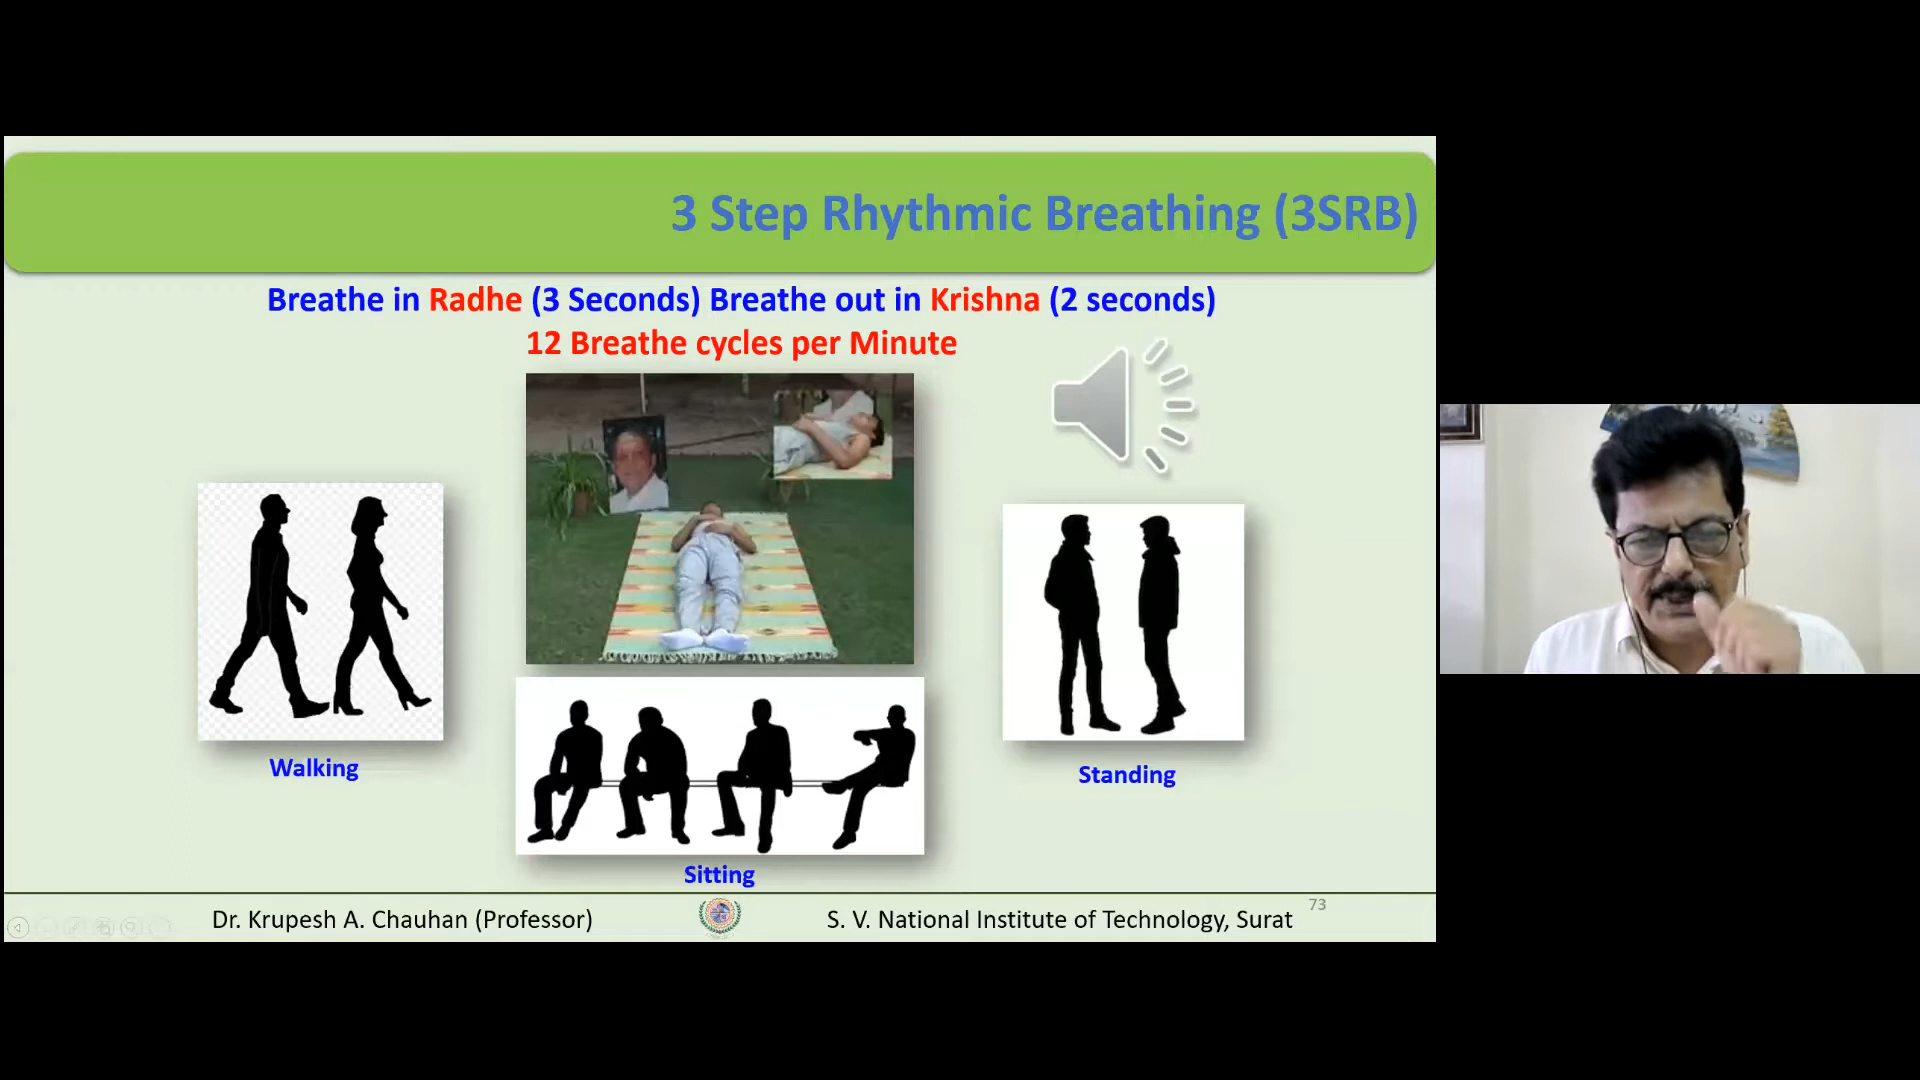 3 Step Rhythmic Breathing (3SRB)
Breathe in Radhe (3 Seconds) Breathe out in Krishna (2 seconds)
12 Breathe cycles per Minute
Walking
Standing
Sitting
Dr. Krupesh A. Chauhan (Professor)
S. V. National Institute of Technology, Surat
73